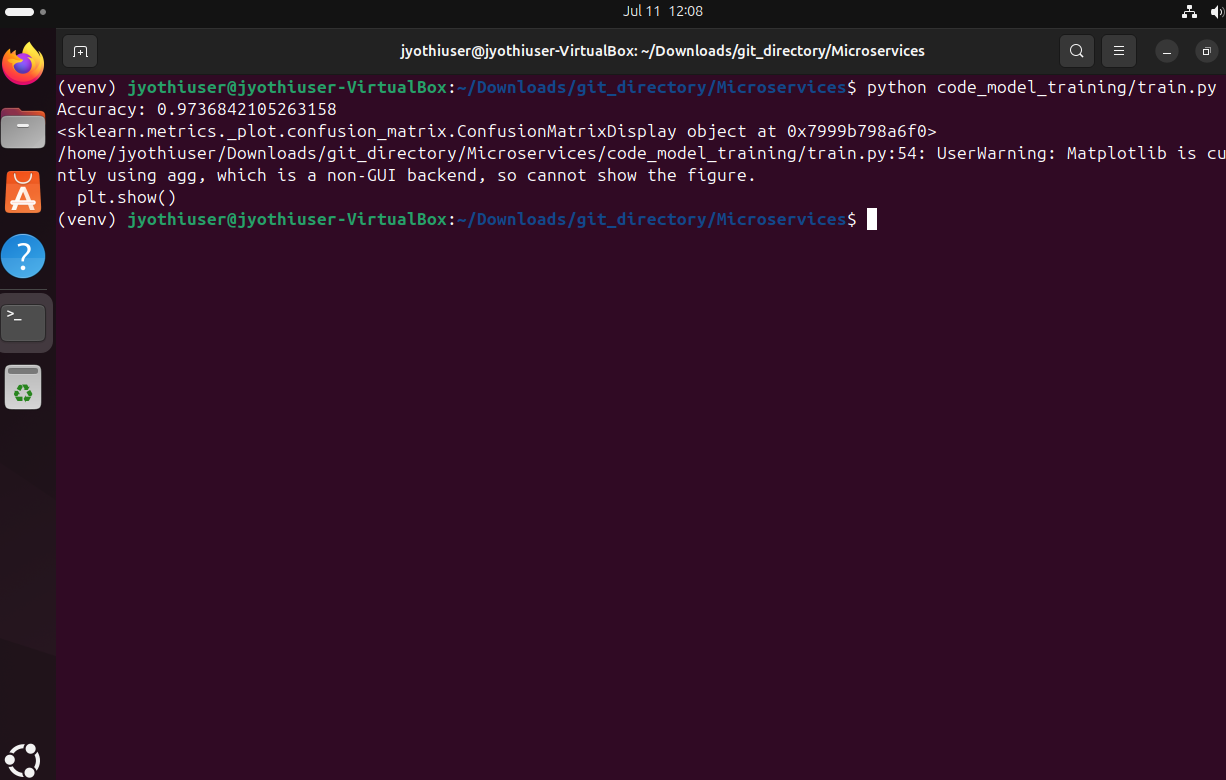 Jul 11 12:08
jyothiuser@jyothiuser-VirtualBox: ~/Downloads/git_directory/Microservices
(venv) jyothiuser@jyothiuser-VirtualBox:~/Downloads/git_directory/Microservices$ python code_model_training/train.py
Accuracy: 0.9736842105263158
<sklearn.metrics._plot.confusion_matrix.ConfusionMatrixDisplay object at 0x7999b798a6f0>
/home/jyothiuser/Downloads/git_directory/Microservices/code_model_training/train.py:54: UserWarning: Matplotlib is cu
ntly using agg, which is a non-GUI backend, so cannot show the figure.
  plt.show()
(venv) jyothiuser@jyothiuser-VirtualBox:~/Downloads/git_directory/Microservices$